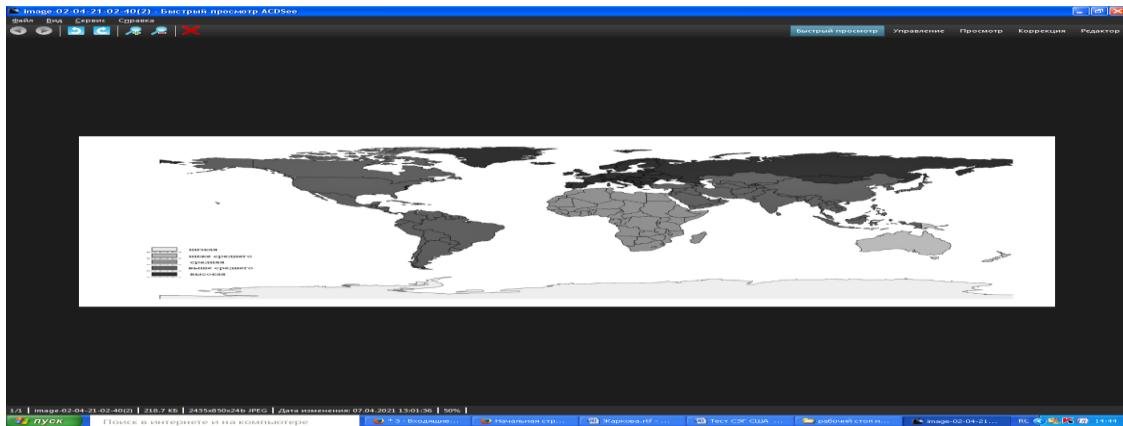 image-02-04-21-02-40(2) - Быстрый просмотр ACDSee
Файл Вид Сервис Справка
Быстрый просмотр Управление Просмотр Коррекция Редактор
низкая
ниже среднего
средняя
выше среднего
высокая
1/1 image-02-04-21-02-40(2) 218.7 КБ 2435x850x24b JPEG Дата изменения: 07.04.2021 13:01:36 50%
пуск Поиск в интернете и на компьютере * 3 - Входящие... Начальная стр... Жаркова.rtf - ... Тест СЭГ США ... рабочий стол н... image-02-04-21... RL 14:44